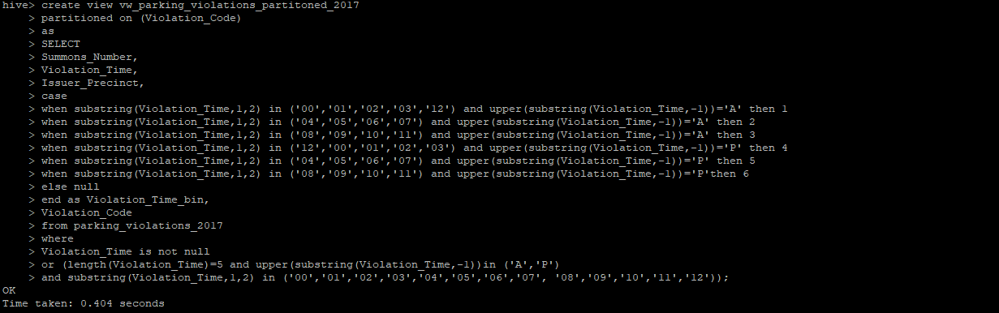 hive> create view vw_parking_violations_partitoned_2017
    > partitioned on (Violation_Code)
    > as
    > SELECT
    > Summons_Number,
    > Violation_Time,
    > Issuer_Precinct,
    > case
    > when substring(Violation_Time,1,2) in ('00','01','02','03','12') and upper(substring(Violation_Time,-1))='A' then 1
    > when substring(Violation_Time,1,2) in ('04','05','06','07') and upper(substring(Violation_Time,-1))='A' then 2
    > when substring(Violation_Time,1,2) in ('08','09','10','11') and upper(substring(Violation_Time,-1))='A' then 3
    > when substring(Violation_Time,1,2) in ('12','00','01','02','03') and upper(substring(Violation_Time,-1))='P' then 4
    > when substring(Violation_Time,1,2) in ('04','05','06','07') and upper(substring(Violation_Time,-1))='P' then 5
    > when substring(Violation_Time,1,2) in ('08','09','10','11') and upper(substring(Violation_Time,-1))='P'then 6
    > else null
    > end as Violation_Time_bin,
    > Violation_Code
    > from parking_violations_2017
    > where
    > Violation_Time is not null
    > or (length(Violation_Time)=5 and upper(substring(Violation_Time,-1))in ('A','P')
    > and substring(Violation_Time,1,2) in ('00','01','02','03','04','05','06','07', '08','09','10','11','12'));
OK
Time taken: 0.404 seconds